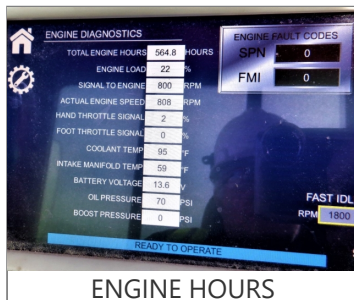 ENGINE DIAGNOSTICS
TOTAL ENGINE HOURS 564.8 HOURS
ENGINE LOAD 22 %
SIGNAL TO ENGINE 800 RPM
ACTUAL ENGINE SPEED 808 RPM
HAND THROTTLE SIGNAL 2 %
FOOT THROTTLE SIGNAL 0 %
COOLANT TEMP 95 °F
INTAKE MANIFOLD TEMP 59 °F
BATTERY VOLTAGE 13.6 V
OIL PRESSURE 70 PSI
BOOST PRESSURE 0 PSI
ENGINE FAULT CODES
SPN 0
FMI 0
FAST IDL
RPM 1800
READY TO OPERATE
ENGINE HOURS